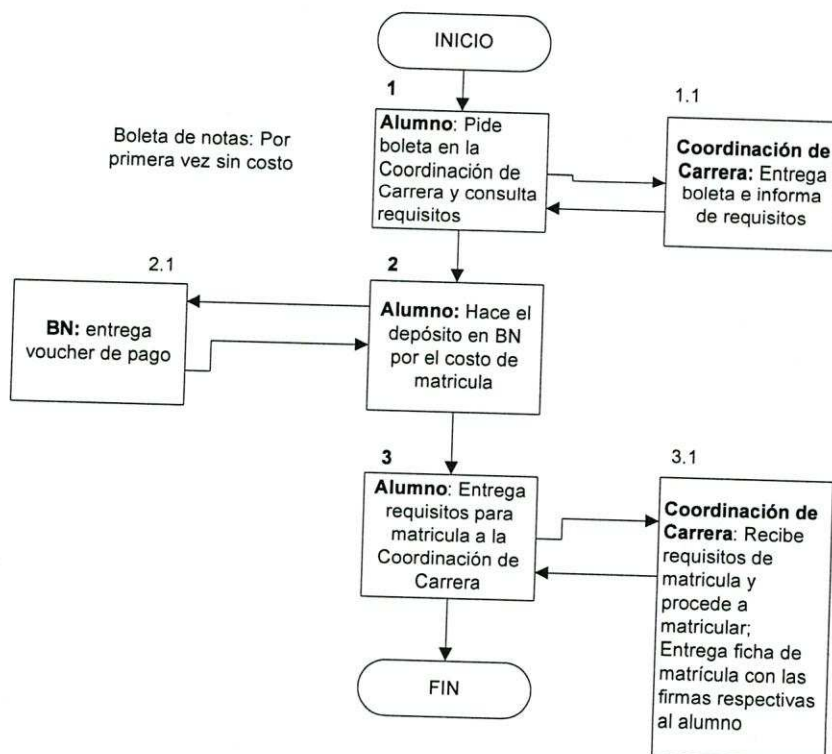 INICIO
1
Alumno: Pide
boleta en la
Coordinación de
Carrera y consulta
requisitos
1.1
Coordinación de
Carrera: Entrega
boleta e informa
de requisitos
Boleta de notas: Por
primera vez sin costo
2.1
BN: entrega
voucher de pago
2
Alumno: Hace el
depósito en BN
por el costo de
matricula
3
Alumno: Entrega
requisitos para
matricula a la
Coordinación de
Carrera
3.1
Coordinación de
Carrera: Recibe
requisitos de
matricula y
procede a
matricular;
Entrega ficha de
matrícula con las
firmas respectivas
al alumno
FIN